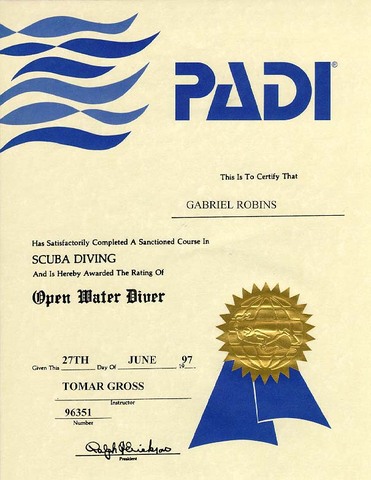 PADI®
This Is To Certify That
GABRIEL ROBINS
Has Satisfactorily Completed A Sanctioned Course In
SCUBA DIVING
And Is Hereby Awarded The Rating Of
Open Water Diver
Given This 27TH Day Of JUNE 1997
TOMAR GROSS
Instructor
96351
Number
President